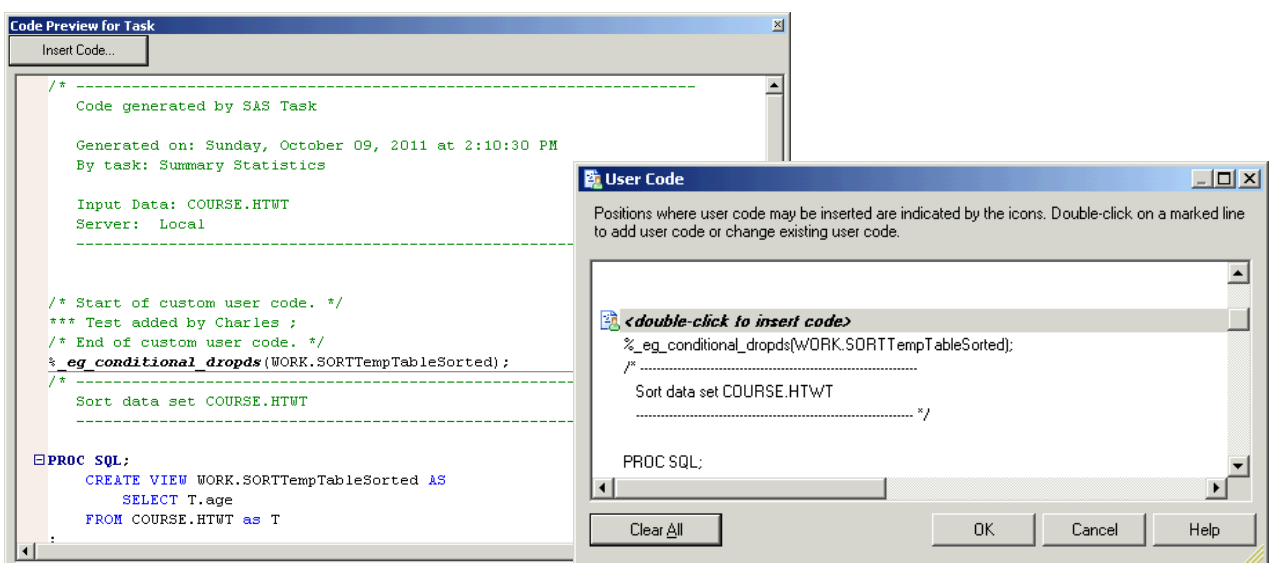 Code Preview for Task
Insert Code...
/* -------------------------------------------------------------------
Code generated by SAS Task
Generated on: Sunday, October 09, 2011 at 2:10:30 PM
By task: Summary Statistics
Input Data: COURSE.HTWT
Server:  Local
-------------------------------------------------------
/* Start of custom user code. */
*** Test added by Charles ;
/* End of custom user code. */
%_eg_conditional_dropds(WORK.SORTTempTableSorted);
/* -------------------------------------------------------
Sort data set COURSE.HTWT
-------------------------------------------------------
PROC SQL;
CREATE VIEW WORK.SORTTempTableSorted AS
SELECT T.age
FROM COURSE.HTWT as T
;
User Code
Positions where user code may be inserted are indicated by the icons. Double-click on a marked line
to add user code or change existing user code.
<double-click to insert code>
%_eg_conditional_dropds(WORK.SORTTempTableSorted);
/* -------------------------------------------------------------------
Sort data set COURSE.HTWT
------------------------------------------------------------------- */
PROC SQL;
Clear All
OK
Cancel
Help